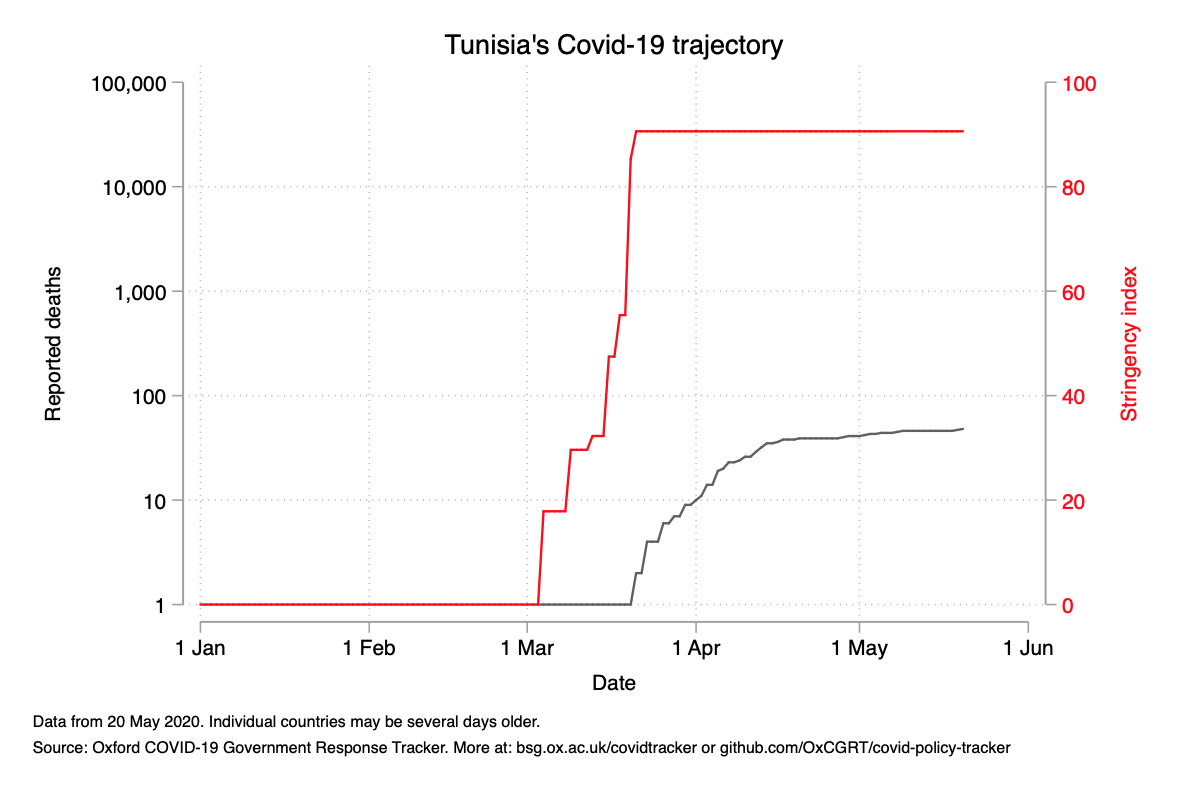 Tunisia's Covid-19 trajectory
100,000
10,000
1,000
100
10
1
Reported deaths
100
80
60
40
20
0
Stringency index
1 Jan
1 Feb
1 Mar
1 Apr
1 May
1 Jun
Date
Data from 20 May 2020. Individual countries may be several days older.
Source: Oxford COVID-19 Government Response Tracker. More at: bsg.ox.ac.uk/covidtracker or github.com/OxCGRT/covid-policy-tracker